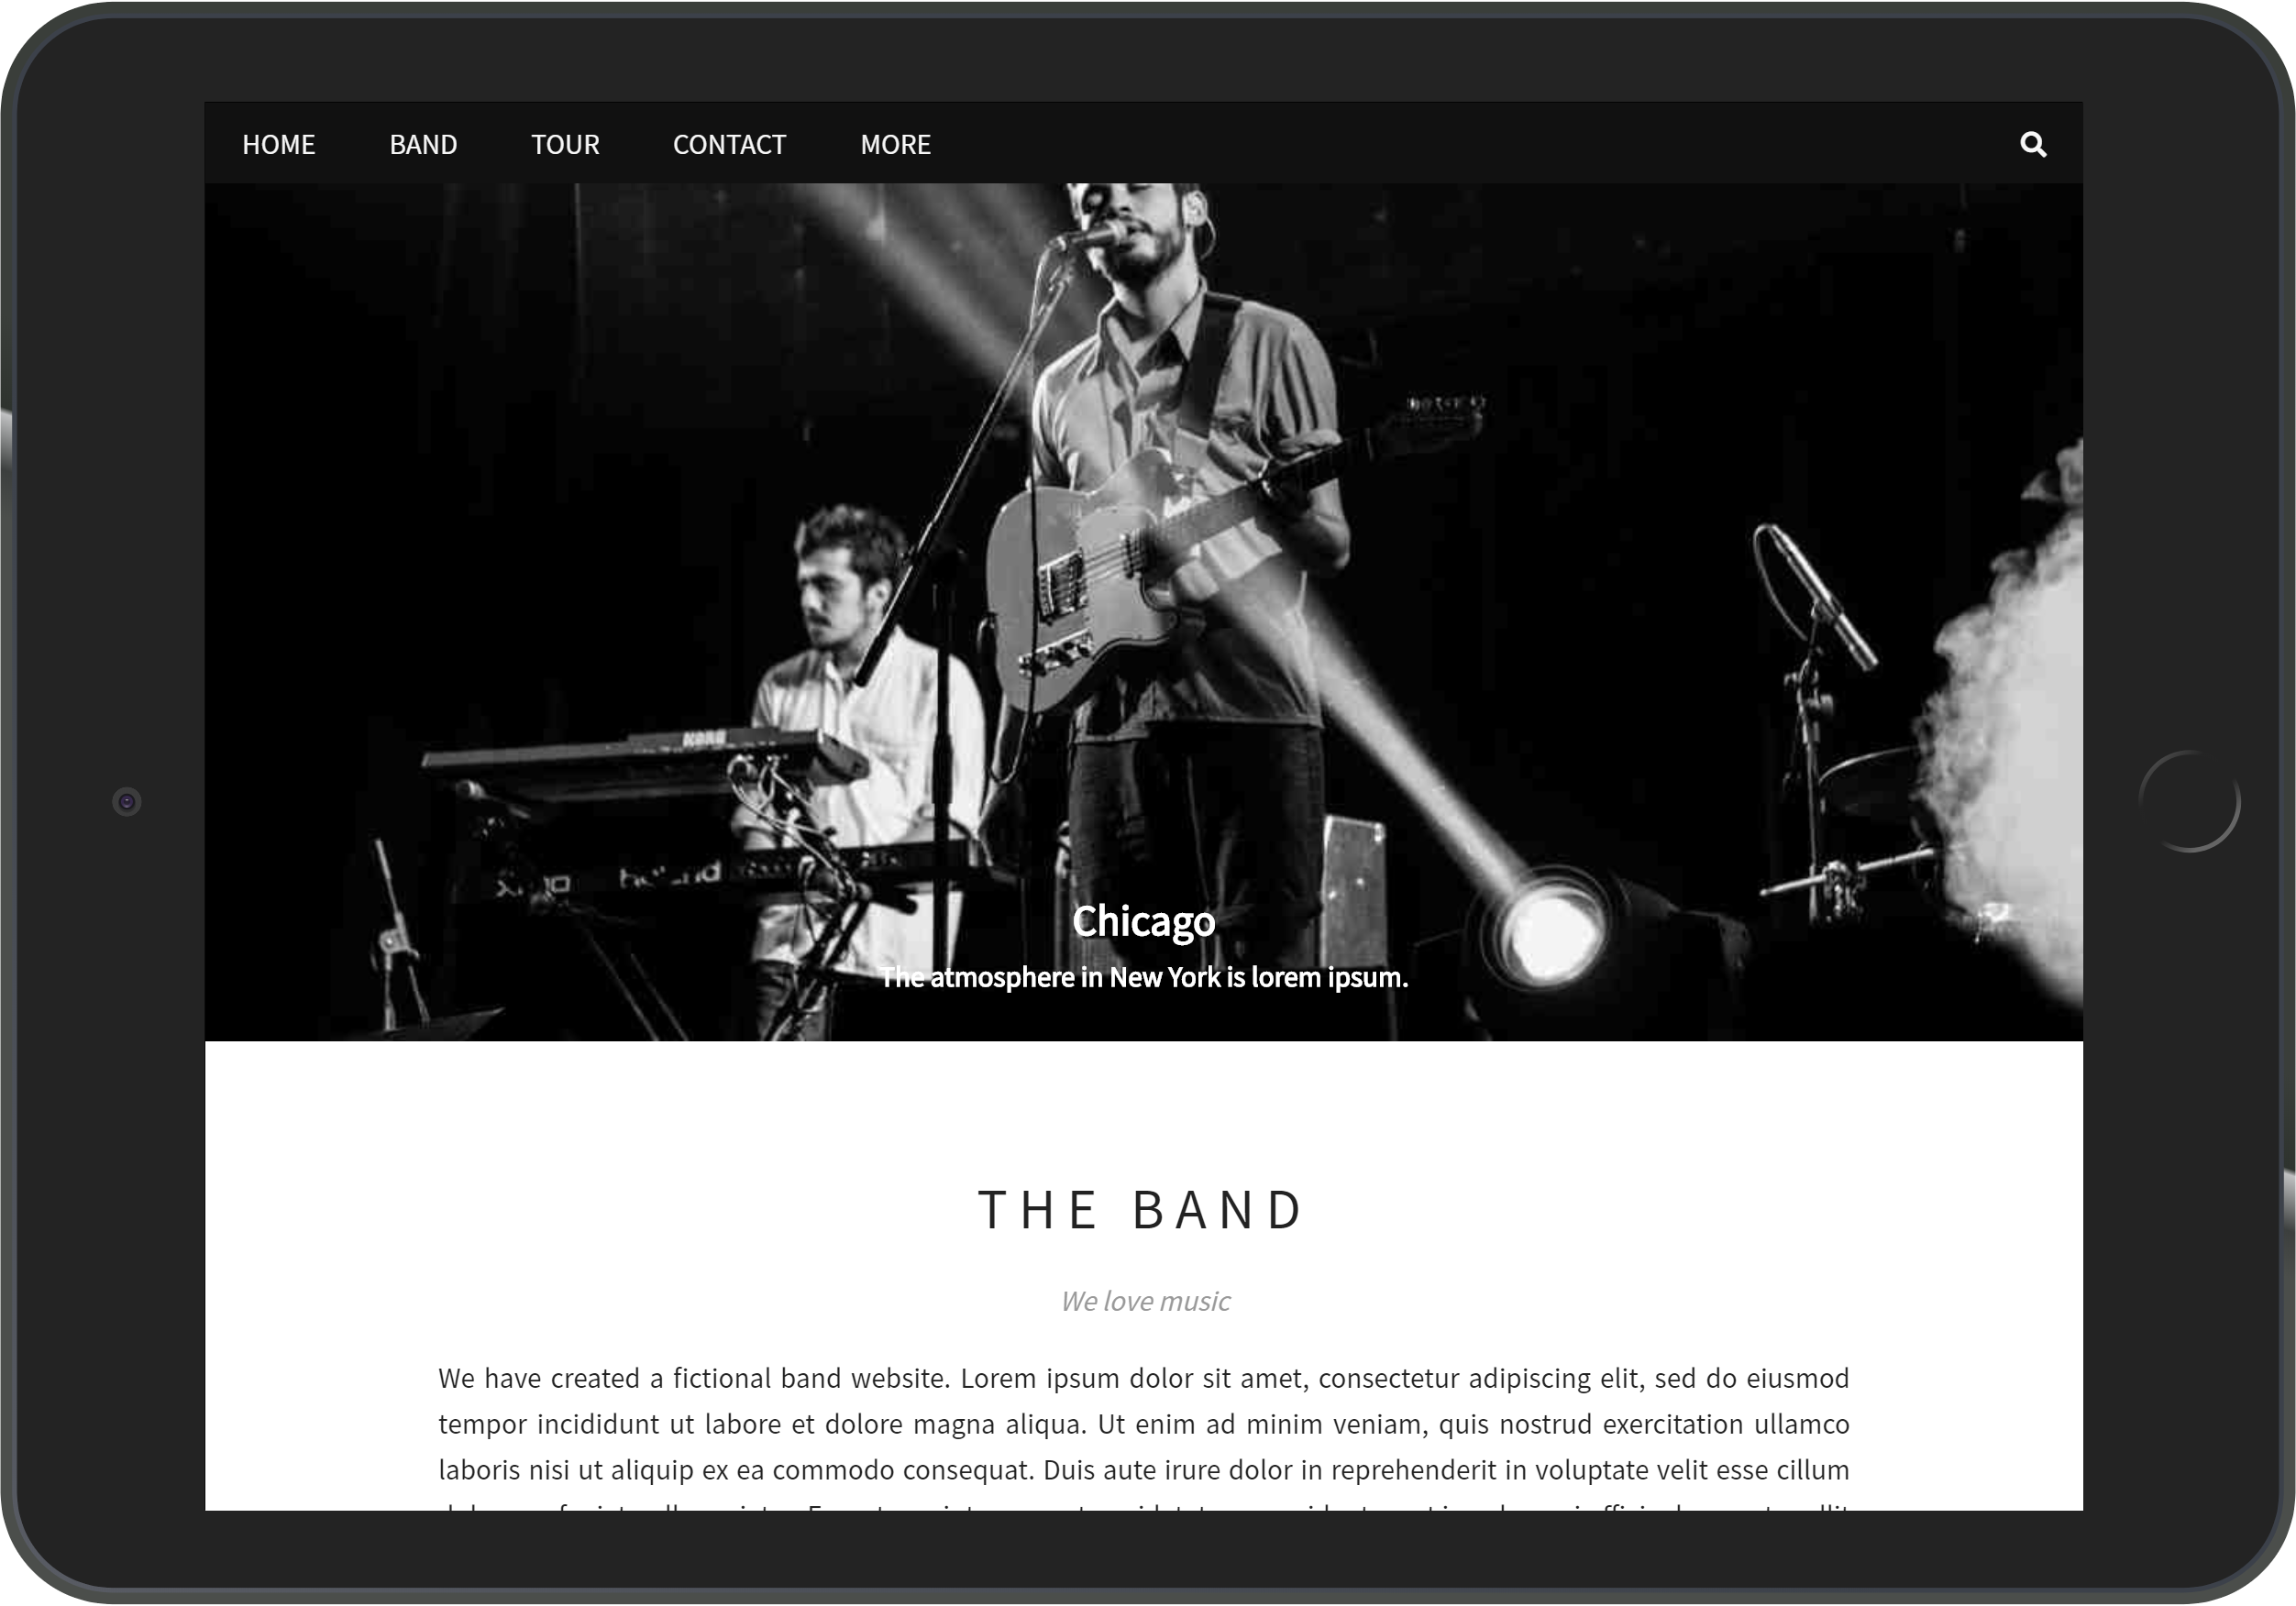 HOME BAND TOUR CONTACT MORE
KORG
Chicago
The atmosphere in New York is lorem ipsum.
THE BAND
We love music
We have created a fictional band website. Lorem ipsum dolor sit amet, consectetur adipiscing elit, sed do eiusmod
tempor incididunt ut labore et dolore magna aliqua. Ut enim ad minim veniam, quis nostrud exercitation ullamco
laboris nisi ut aliquip ex ea commodo consequat. Duis aute irure dolor in reprehenderit in voluptate velit esse cillum